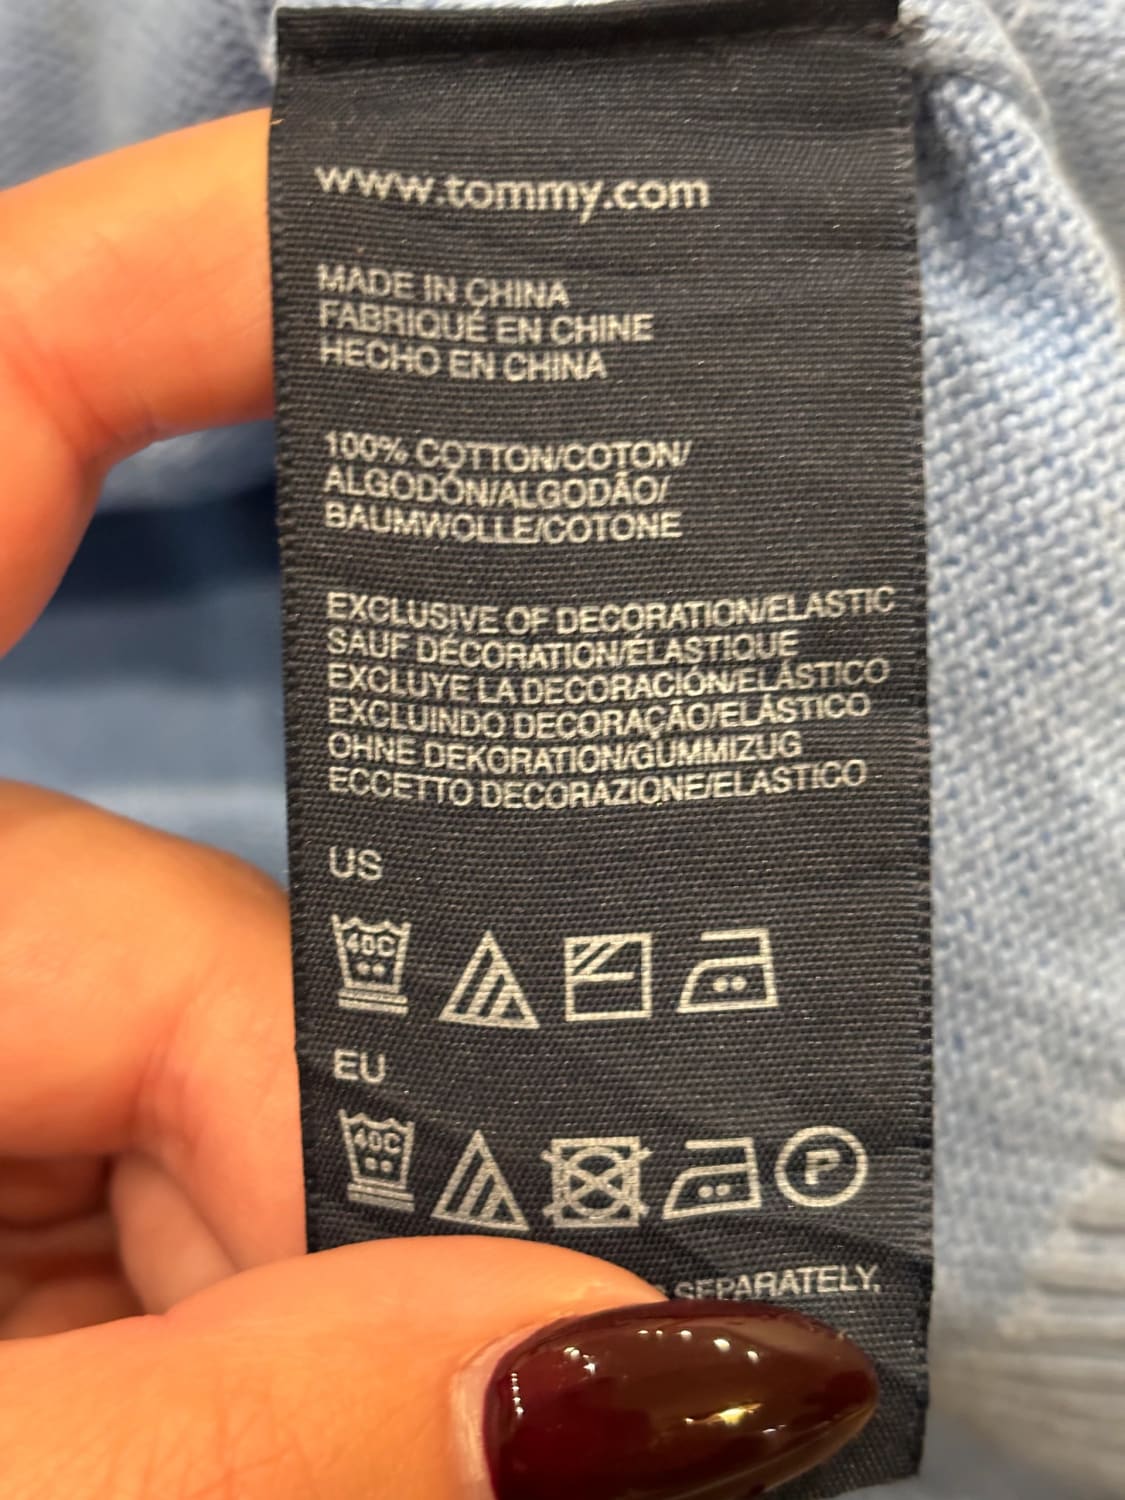 www.tommy.com
MADE IN CHINA
FABRIQUÉ EN CHINE
HECHO EN CHINA
100% COTTON/COTON/
ALGODÓN/ALGODÃO/
BAUMWOLLE/COTONE
EXCLUSIVE OF DECORATION/ELASTIC
SAUF DÉCORATION/ÉLASTIQUE
EXCLUYE LA DECORACIÓN/ELÁSTICO
EXCLUINDO DECORAÇÃO/ELÁSTICO
OHNE DEKORATION/GUMMIZUG
ECCETTO DECORAZIONE/ELASTICO
US
40C
EU
40C
P
SEPARATELY,